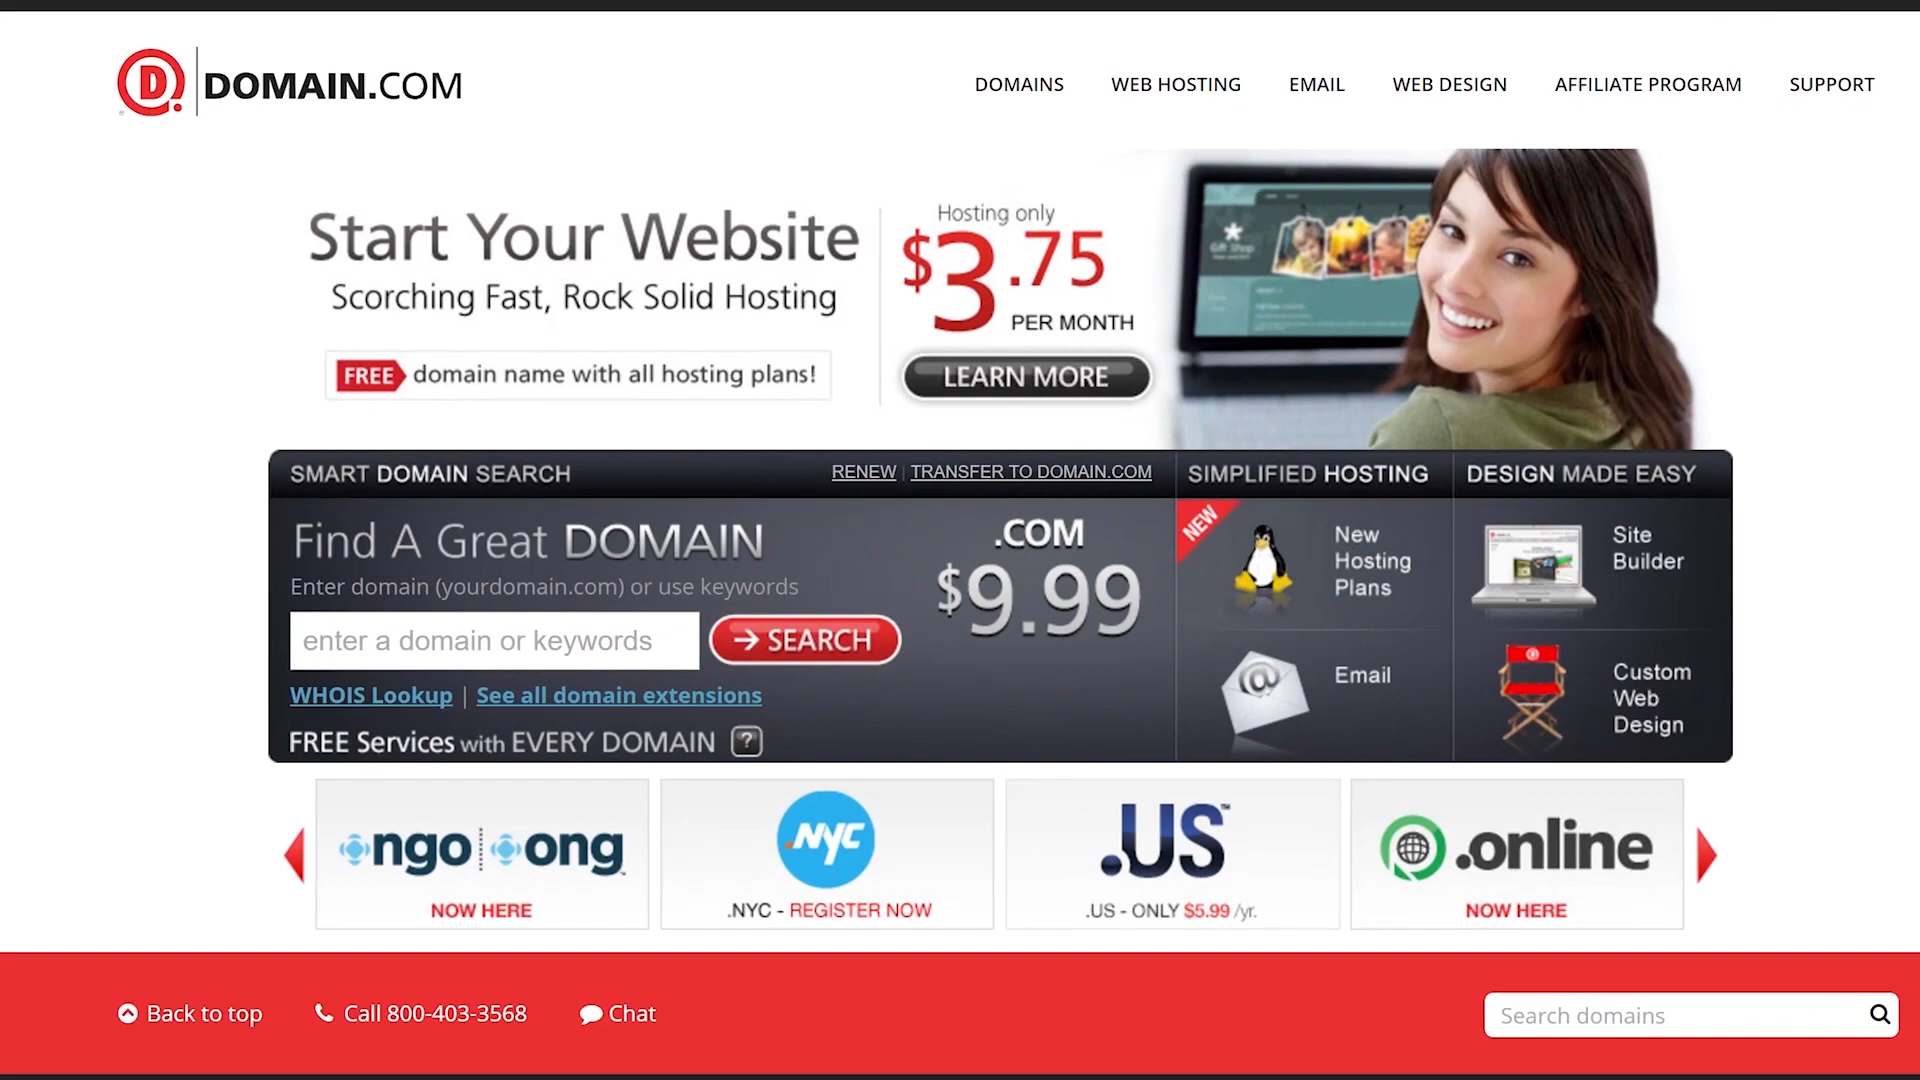 DOMAIN.COM
DOMAINS WEB HOSTING EMAIL WEB DESIGN AFFILIATE PROGRAM SUPPORT
Start Your Website
Scorching Fast, Rock Solid Hosting
FREE domain name with all hosting plans!
Hosting only
$3.75
PER MONTH
LEARN MORE
Gift Shop
SMART DOMAIN SEARCH
RENEW | TRANSFER TO DOMAIN.COM
SIMPLIFIED HOSTING
DESIGN MADE EASY
Find A Great DOMAIN
Enter domain (yourdomain.com) or use keywords
enter a domain or keywords
→ SEARCH
WHOIS Lookup | See all domain extensions
FREE Services with EVERY DOMAIN ?
.COM
$9.99
NEW
New
Hosting
Plans
Email
@
Site
Builder
Custom
Web
Design
ngo ong
NOW HERE
.NYC
.NYC - REGISTER NOW
.US™
.US - ONLY $5.99 /yr.
.online
NOW HERE
Back to top Call 800-403-3568 Chat
Search domains